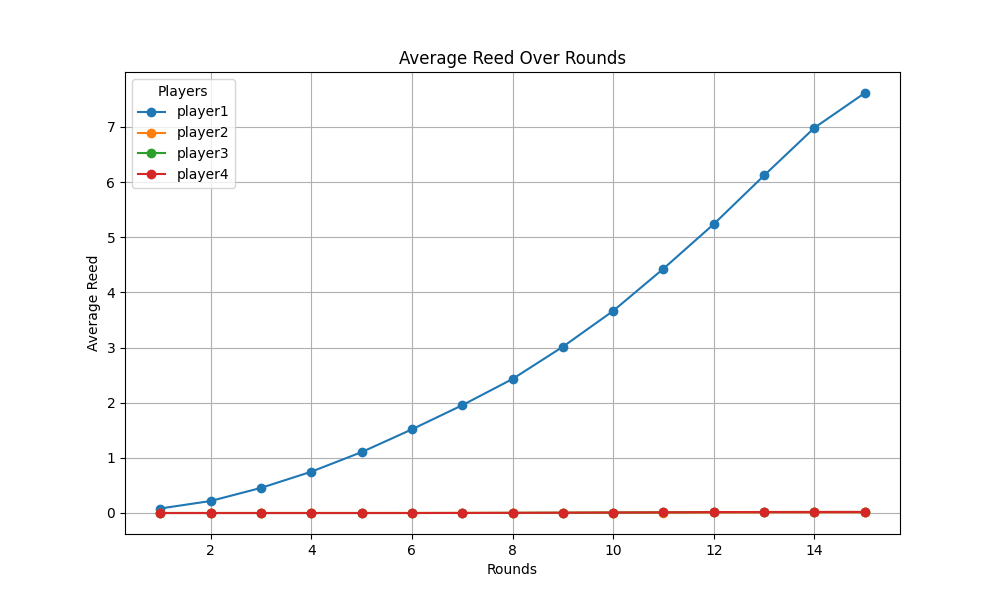 Average Reed Over Rounds
Players
player1
player2
player3
player4
Average Reed
7
6
5
4
3
2
1
0
2 4 6 8 10 12 14
Rounds